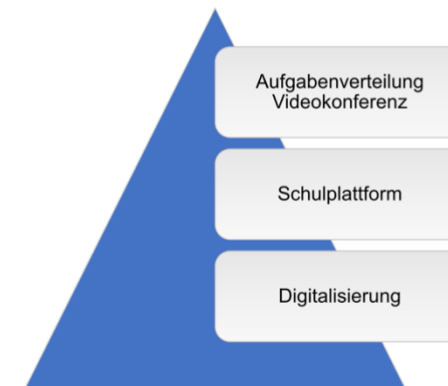 Aufgabenverteilung
Videokonferenz
Schulplattform
Digitalisierung